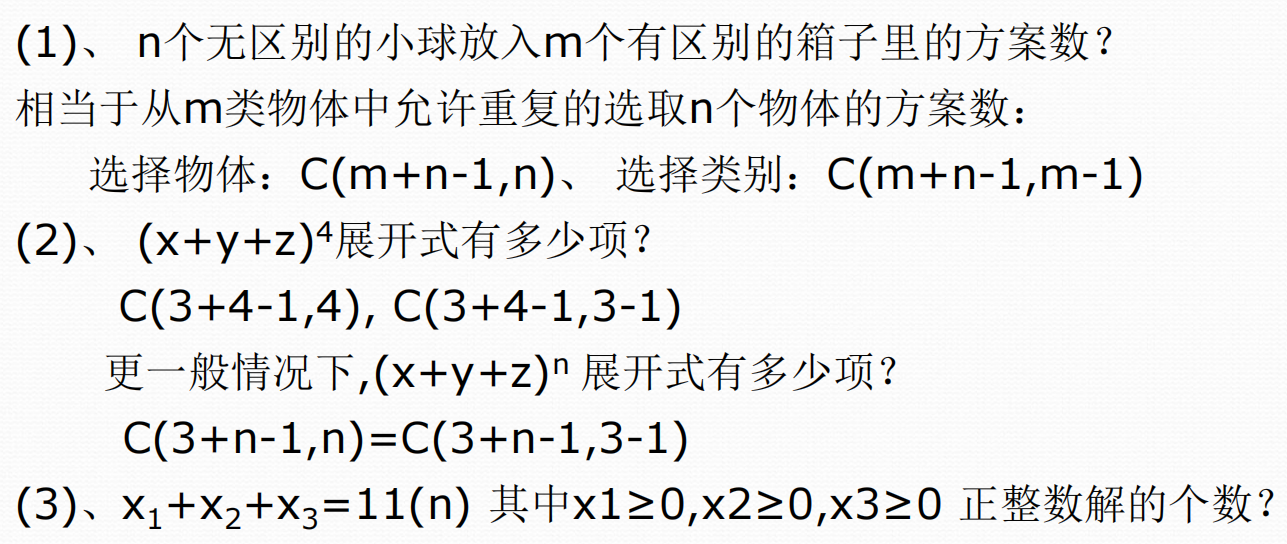 (1)、 n个无区别的小球放入m个有区别的箱子里的方案数？
相当于从m类物体中允许重复的选取n个物体的方案数：
选择物体：C(m+n-1,n)、 选择类别：C(m+n-1,m-1)
(2)、 (x+y+z)⁴展开式有多少项？
C(3+4-1,4), C(3+4-1,3-1)
更一般情况下,(x+y+z)ⁿ 展开式有多少项？
C(3+n-1,n)=C(3+n-1,3-1)
(3)、x₁+x₂+x₃=11(n) 其中x1≥0,x2≥0,x3≥0 正整数解的个数？